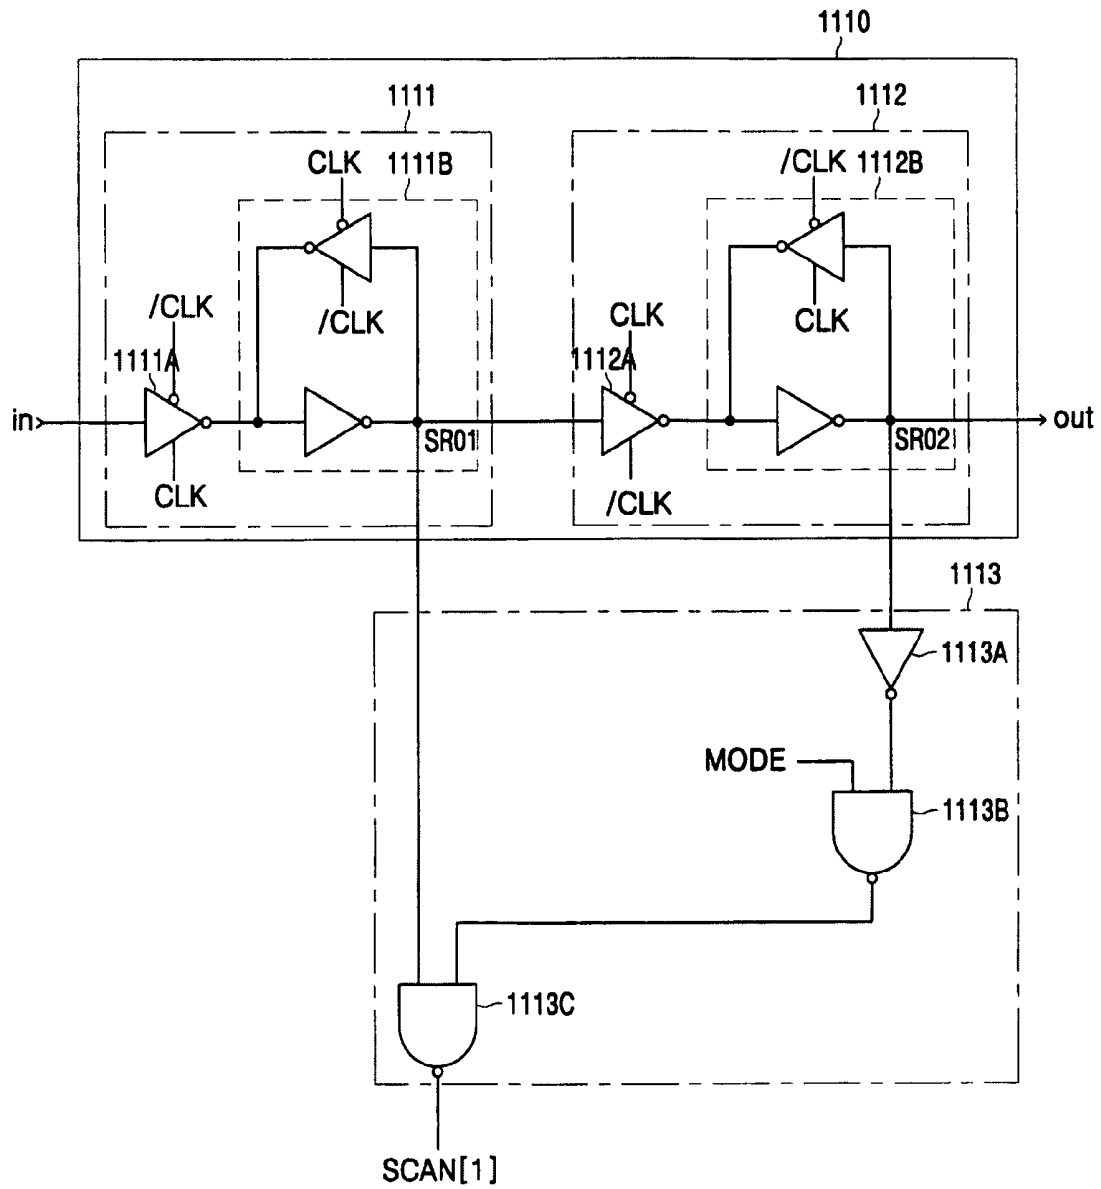 1110
1111
1112
1111B
1112B
CLK
/CLK
/CLK
CLK
/CLK
CLK
1111A
1112A
in
out
SR01
SR02
CLK
/CLK
1113
1113A
MODE
1113B
1113C
SCAN[1]